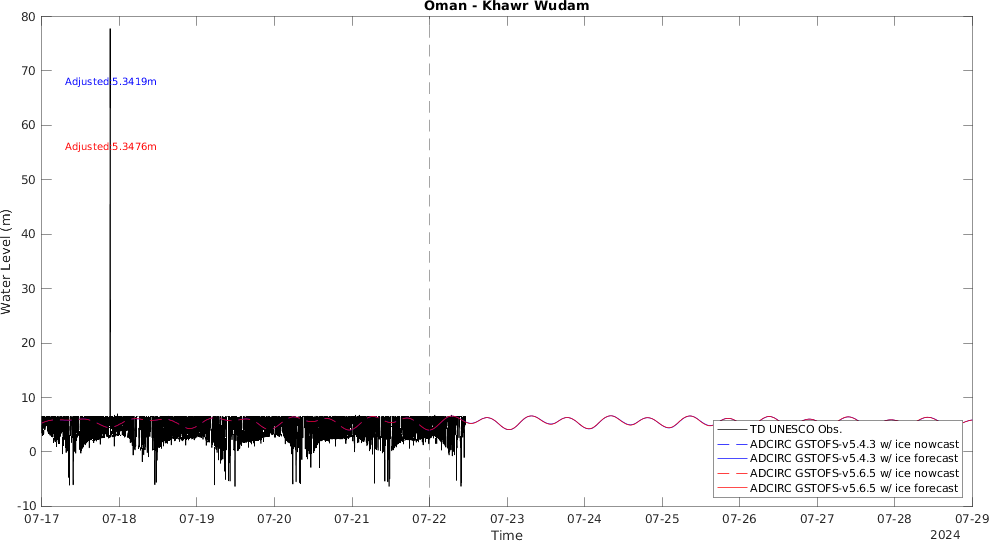 Oman - Khawr Wudam
80
70
60
50
40
30
20
10
0
-10
Water Level (m)
Adjusted 5.3419m
Adjusted 5.3476m
TD UNESCO Obs.
ADCIRC GSTOFS-v5.4.3 w/ ice nowcast
ADCIRC GSTOFS-v5.4.3 w/ ice forecast
ADCIRC GSTOFS-v5.6.5 w/ ice nowcast
ADCIRC GSTOFS-v5.6.5 w/ ice forecast
07-17 07-18 07-19 07-20 07-21 07-22 07-23 07-24 07-25 07-26 07-27 07-28 07-29
Time
2024